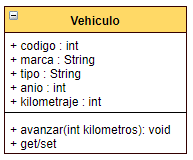 Vehiculo
+ codigo : int
+ marca : String
+ tipo : String
+ anio : int
+ kilometraje : int
+ avanzar(int kilometros): void
+ get/set